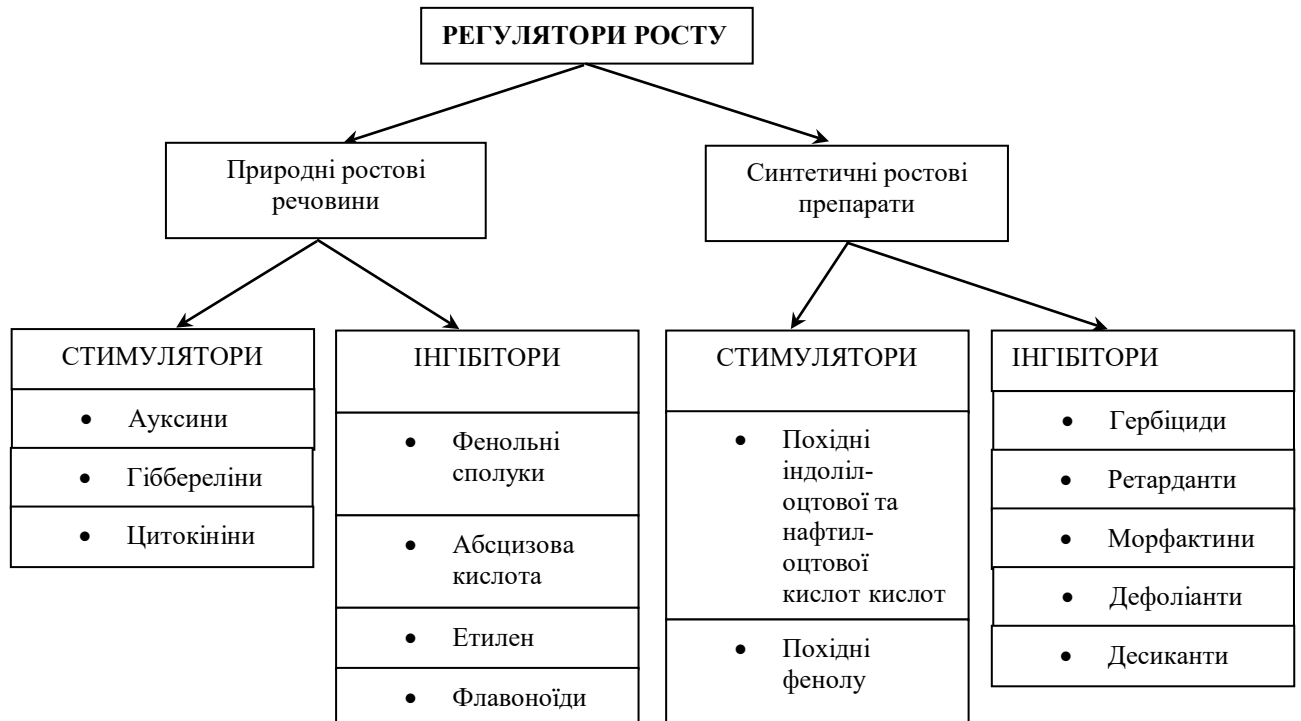 РЕГУЛЯТОРИ РОСТУ
Природні ростові
речовини
Синтетичні ростові
препарати
СТИМУЛЯТОРИ
• Ауксини
• Гіббереліни
• Цитокініни
ІНГІБІТОРИ
• Фенольні
сполуки
• Абсцизова
кислота
• Етилен
• Флавоноїди
СТИМУЛЯТОРИ
• Похідні
індоліл-
оцтової та
нафтил-
оцтової
кислот кислот
• Похідні
фенолу
ІНГІБІТОРИ
• Гербіциди
• Ретарданти
• Морфактини
• Дефоліанти
• Десиканти